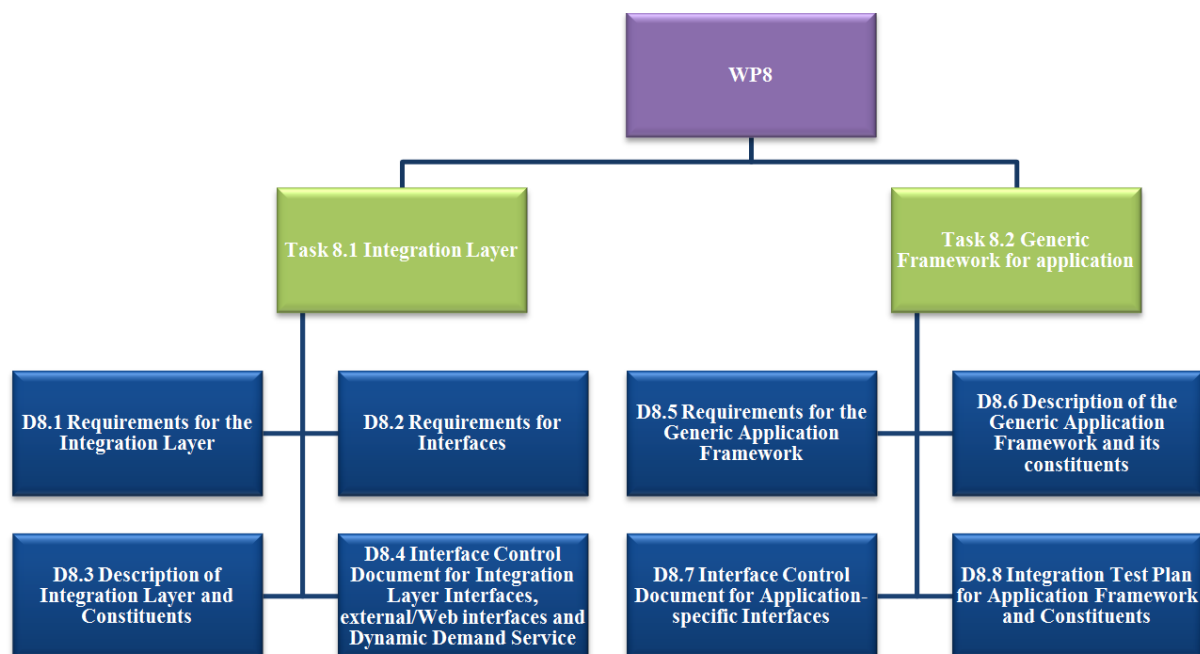 WP8
Task 8.1 Integration Layer
Task 8.2 Generic
Framework for application
D8.1 Requirements for the
Integration Layer
D8.2 Requirements for
Interfaces
D8.5 Requirements for the
Generic Application
Framework
D8.6 Description of the
Generic Application
Framework and its
constituents
D8.3 Description of
Integration Layer and
Constituents
D8.4 Interface Control
Document for Integration
Layer Interfaces,
external/Web interfaces and
Dynamic Demand Service
D8.7 Interface Control
Document for Application-
specific Interfaces
D8.8 Integration Test Plan
for Application Framework
and Constituents